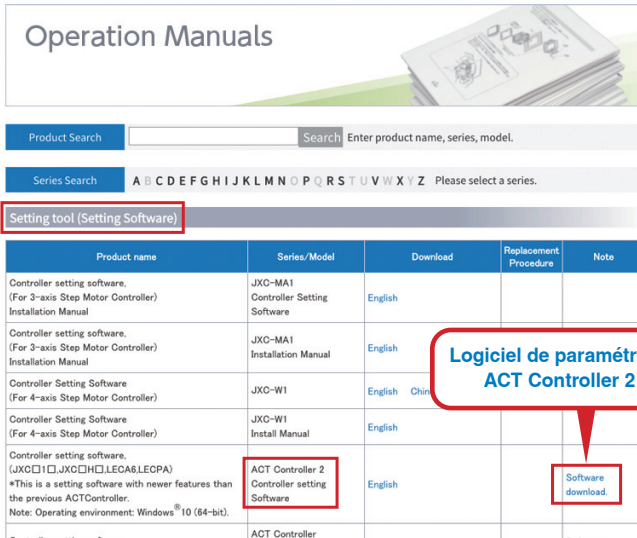 Operation Manuals
Product Search Search Enter product name, series, model.
Series Search A B C D E F G H I J K L M N O P Q R S T U V W X Y Z Please select a series.
Setting tool (Setting Software)
Product name Series/Model Download Replacement Procedure Note
Controller setting software,
(For 3-axis Step Motor Controller)
Installation Manual
JXC-MA1
Controller Setting
Software
English
Controller setting software,
(For 3-axis Step Motor Controller)
Installation Manual
JXC-MA1
Installation Manual
English
Logiciel de paramétr
ACT Controller 2
Controller Setting Software
(For 4-axis Step Motor Controller)
JXC-W1
English Chin
Controller Setting Software
(For 4-axis Step Motor Controller)
JXC-W1
Install Manual
English
Controller setting software,
(JXC□1□,JXC□H□,LECA6,LECPA)
*This is a setting software with newer features than
the previous ACTController.
Note: Operating environment: Windows®10 (64-bit).
ACT Controller 2
Controller setting
Software
English
Software
download.
ACT Controller